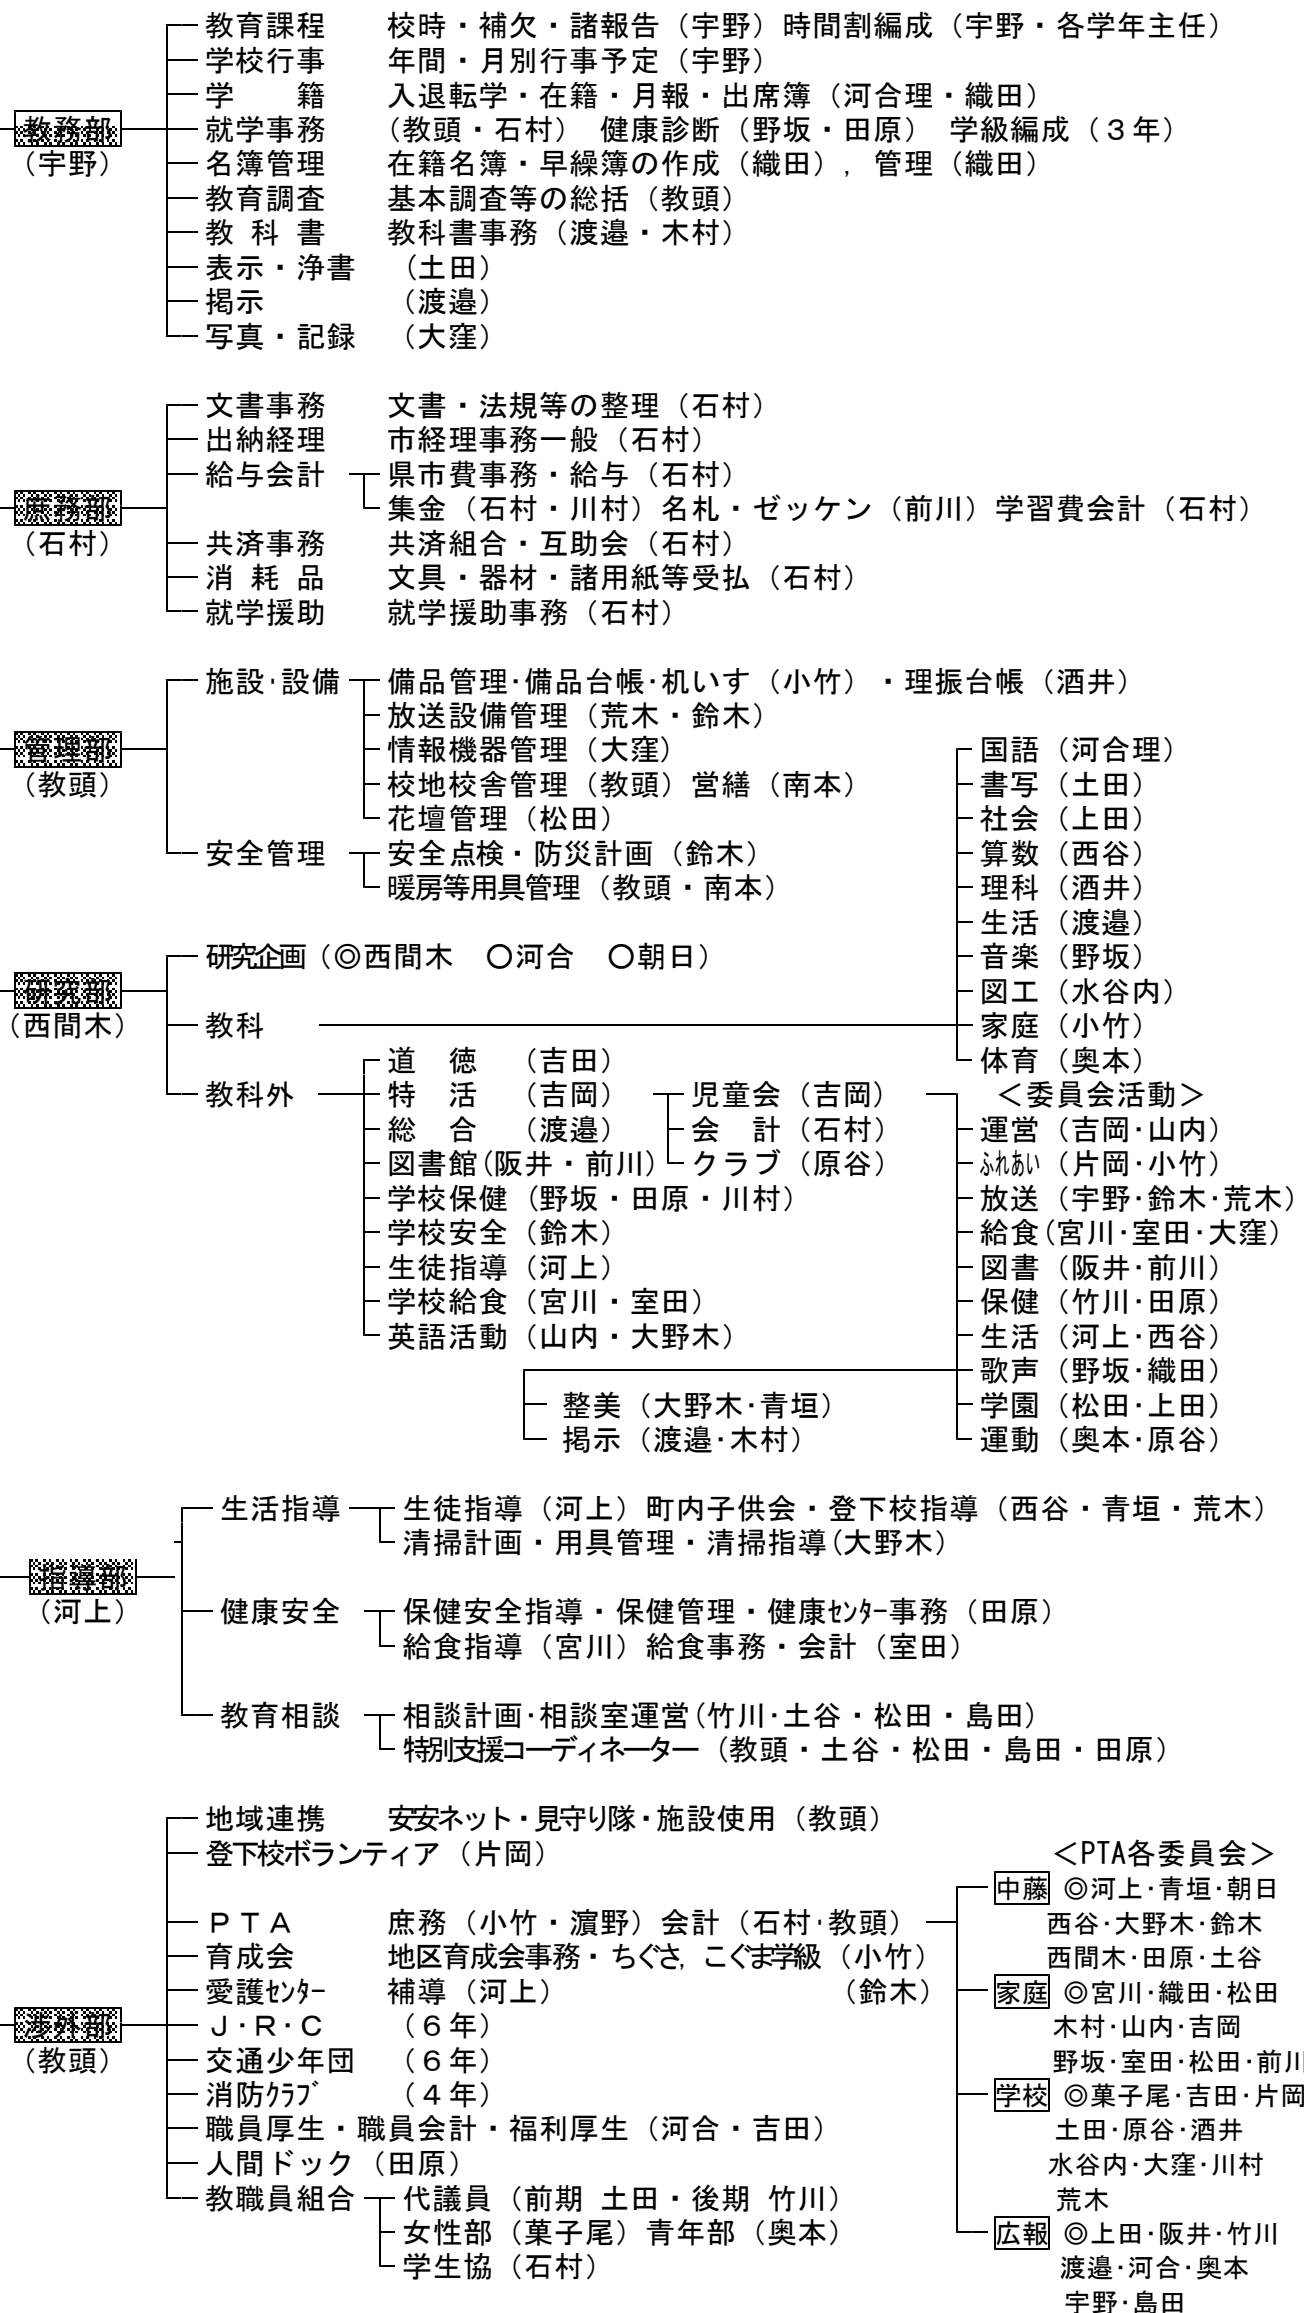 教育課程　校時・補欠・諸報告（宇野）時間割編成（宇野・各学年主任）
学校行事　年間・月別行事予定（宇野）
学　籍　入退転学・在籍・月報・出席簿（河合理・織田）
教務部　就学事務　（教頭・石村）　健康診断（野坂・田原）　学級編成（３年）
（宇野）　名簿管理　在籍名簿・早繰簿の作成（織田），管理（織田）
教育調査　基本調査等の総括（教頭）
教 科 書　教科書事務（渡邉・木村）
表示・浄書　（土田）
掲示　（渡邉）
写真・記録　（大窪）
文書事務　文書・法規等の整理（石村）
出納経理　市経理事務一般（石村）
給与会計　県市費事務・給与（石村）
庶務部　集金（石村・川村）名札・ゼッケン（前川）学習費会計（石村）
（石村）　共済事務　共済組合・互助会（石村）
消 耗 品　文具・器材・諸用紙等受払（石村）
就学援助　就学援助事務（石村）
施設・設備　備品管理・備品台帳・机いす（小竹）・理振台帳（酒井）
放送設備管理（荒木・鈴木）
管理部　情報機器管理（大窪）
（教頭）　校地校舎管理（教頭）営繕（南本）
花壇管理（松田）
安全管理　安全点検・防災計画（鈴木）
暖房等用具管理（教頭・南本）
研究企画（◎西間木　○河合　○朝日）
研究部
（西間木）　教科
国語（河合理）
書写（土田）
社会（上田）
算数（西谷）
理科（酒井）
生活（渡邉）
音楽（野坂）
図工（水谷内）
家庭（小竹）
体育（奥本）
教科外
道　徳　（吉田）
特　活　（吉岡）　児童会（吉岡）
総　合　（渡邉）　会　計（石村）
図書館(阪井・前川）　クラブ（原谷）
学校保健（野坂・田原・川村）
学校安全（鈴木）
生徒指導（河上）
学校給食（宮川・室田）
英語活動（山内・大野木）
＜委員会活動＞
運営（吉岡・山内）
ふれあい（片岡・小竹）
放送（宇野・鈴木・荒木）
給食(宮川・室田・大窪）
図書（阪井・前川）
保健（竹川・田原）
生活（河上・西谷）
歌声（野坂・織田）
学園（松田・上田）
運動（奥本・原谷）
整美（大野木・青垣）
掲示（渡邉・木村）
生活指導　生徒指導（河上）町内子供会・登下校指導（西谷・青垣・荒木）
清掃計画・用具管理・清掃指導(大野木）
指導部
（河上）　健康安全　保健安全指導・保健管理・健康ｾﾝﾀｰ事務（田原）
給食指導（宮川）給食事務・会計（室田）
教育相談　相談計画・相談室運営(竹川・土谷・松田・島田）
特別支援コーディネーター（教頭・土谷・松田・島田・田原）
地域連携　安安ネット・見守り隊・施設使用（教頭）
登下校ボランティア（片岡）
ＰＴＡ　庶務（小竹・濵野）会計（石村・教頭）
育成会　地区育成会事務・ちぐさ，こぐま学級（小竹）
愛護ｾﾝﾀｰ　補導（河上）　（鈴木）
渉外部　Ｊ・Ｒ・Ｃ　（６年）
（教頭）　交通少年団　（６年）
消防ｸﾗﾌﾞ　（４年）
職員厚生・職員会計・福利厚生（河合・吉田）
人間ドック（田原）
教職員組合　代議員（前期 土田・後期 竹川）
女性部（菓子尾）青年部（奥本）
学生協（石村）
＜PTA各委員会＞
中藤　◎河上・青垣・朝日
西谷・大野木・鈴木
西間木・田原・土谷
家庭　◎宮川・織田・松田
木村・山内・吉岡
野坂・室田・松田・前川
学校　◎菓子尾・吉田・片岡
土田・原谷・酒井
水谷内・大窪・川村
荒木
広報　◎上田・阪井・竹川
渡邉・河合・奥本
宇野・島田